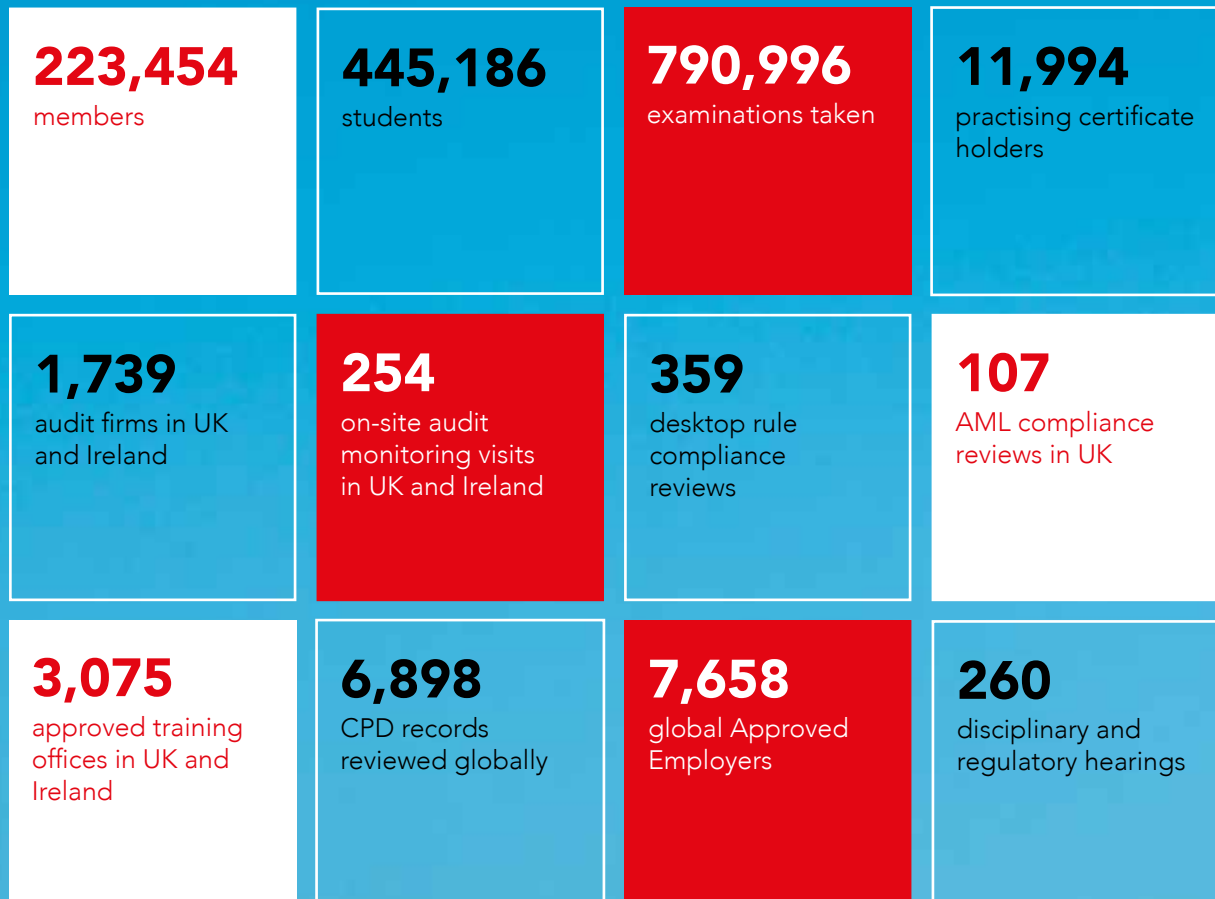 223,454
members
445,186
students
790,996
examinations taken
11,994
practising certificate
holders
1,739
audit firms in UK
and Ireland
254
on-site audit
monitoring visits
in UK and Ireland
359
desktop rule
compliance
reviews
107
AML compliance
reviews in UK
3,075
approved training
offices in UK and
Ireland
6,898
CPD records
reviewed globally
7,658
global Approved
Employers
260
disciplinary and
regulatory hearings